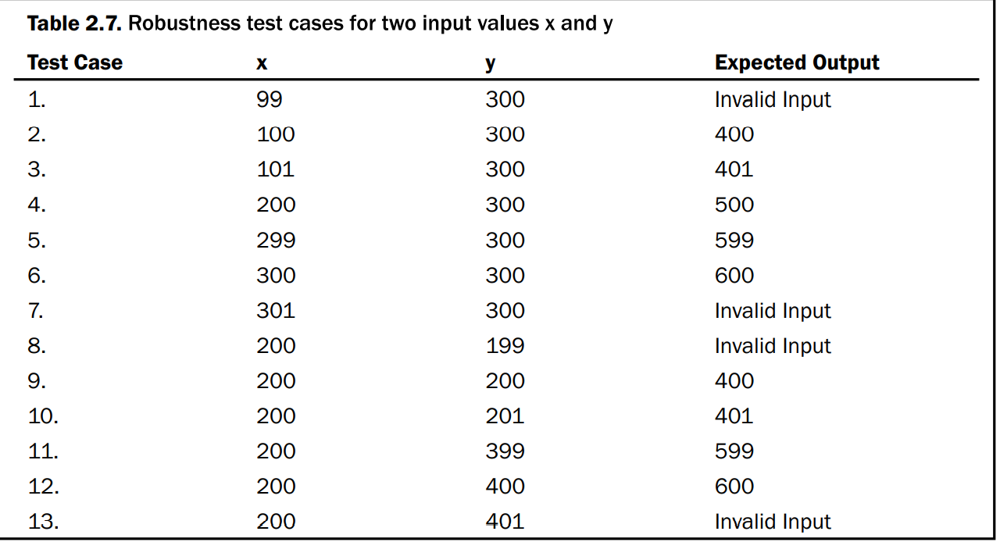 Table 2.7. Robustness test cases for two input values x and y
Test Case x y Expected Output
1. 99 300 Invalid Input
2. 100 300 400
3. 101 300 401
4. 200 300 500
5. 299 300 599
6. 300 300 600
7. 301 300 Invalid Input
8. 200 199 Invalid Input
9. 200 200 400
10. 200 201 401
11. 200 399 599
12. 200 400 600
13. 200 401 Invalid Input